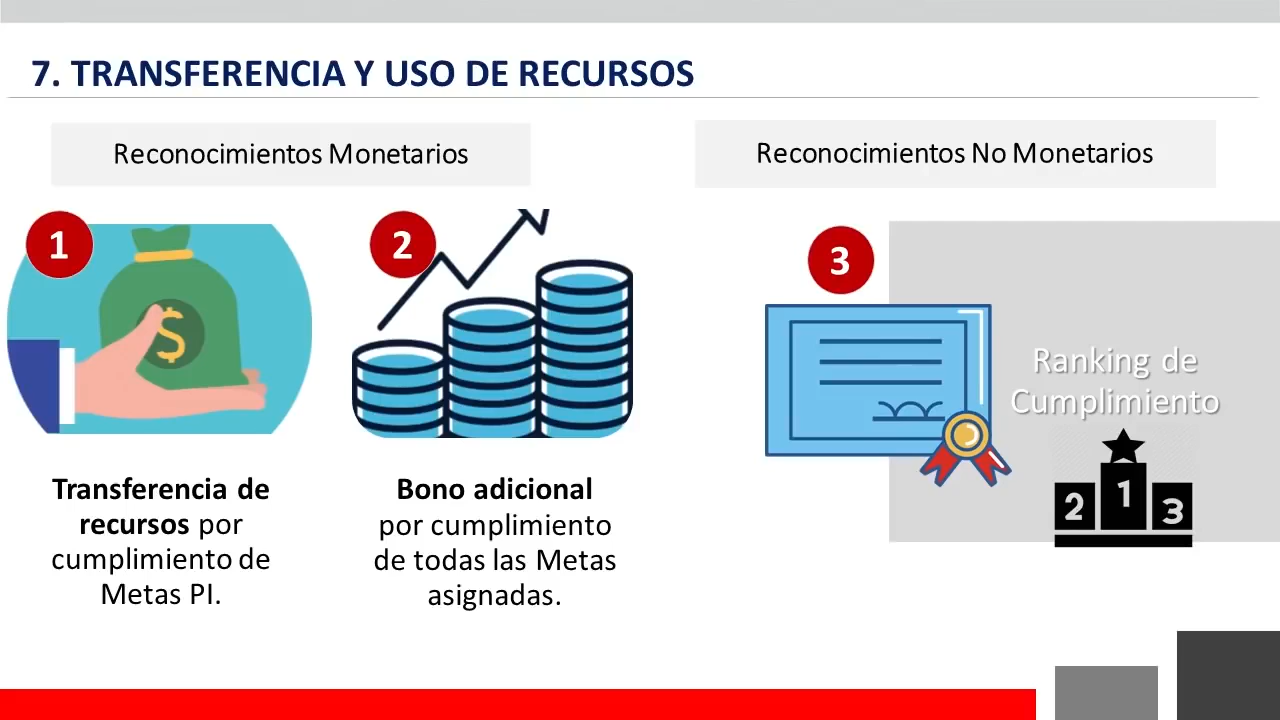 7. TRANSFERENCIA Y USO DE RECURSOS
Reconocimientos Monetarios
Reconocimientos No Monetarios
1
$
Transferencia de
recursos por
cumplimiento de
Metas PI.
2
Bono adicional
por cumplimiento
de todas las Metas
asignadas.
3
Ranking de
Cumplimiento
2 1 3